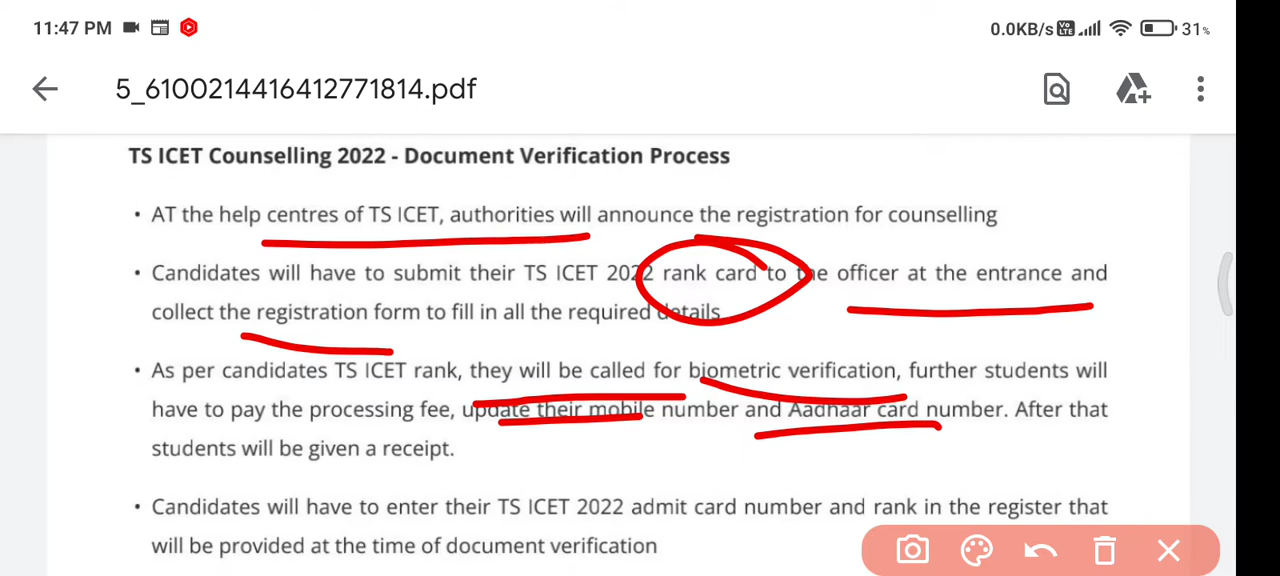 11:47 PM 0.0KB/s Vo LTE 31%
5_6100214416412771814.pdf
TS ICET Counselling 2022 - Document Verification Process
• AT the help centres of TS ICET, authorities will announce the registration for counselling
• Candidates will have to submit their TS ICET 2022 rank card to the officer at the entrance and
collect the registration form to fill in all the required details
• As per candidates TS ICET rank, they will be called for biometric verification, further students will
have to pay the processing fee, update their mobile number and Aadhaar card number. After that
students will be given a receipt.
• Candidates will have to enter their TS ICET 2022 admit card number and rank in the register that
will be provided at the time of document verification